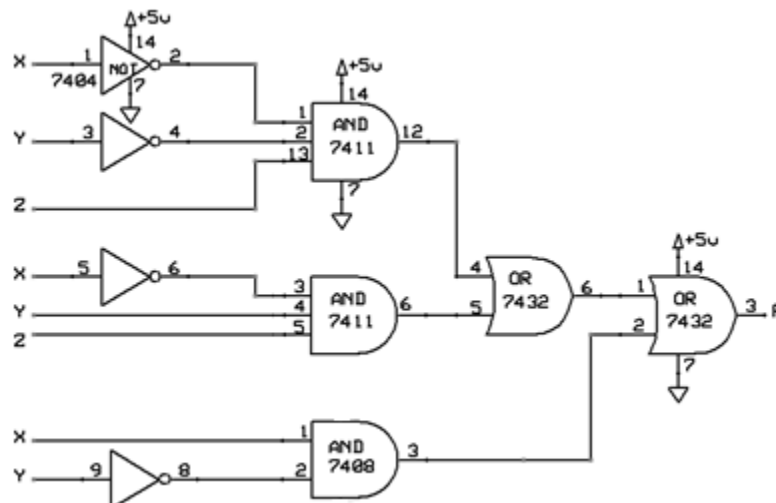 +5v
X 1 NOT 2 14
7404 7
+5v
14
1 AND
Y 3 4 2 7411 12
13
Z 7
X 5 6
3 AND
Y 4 7411 6
Z 5
4 OR 6
5 7432
+5v
14
1 OR 3 F
2 7432
7
X 1 AND
7408 3
Y 9 8 2